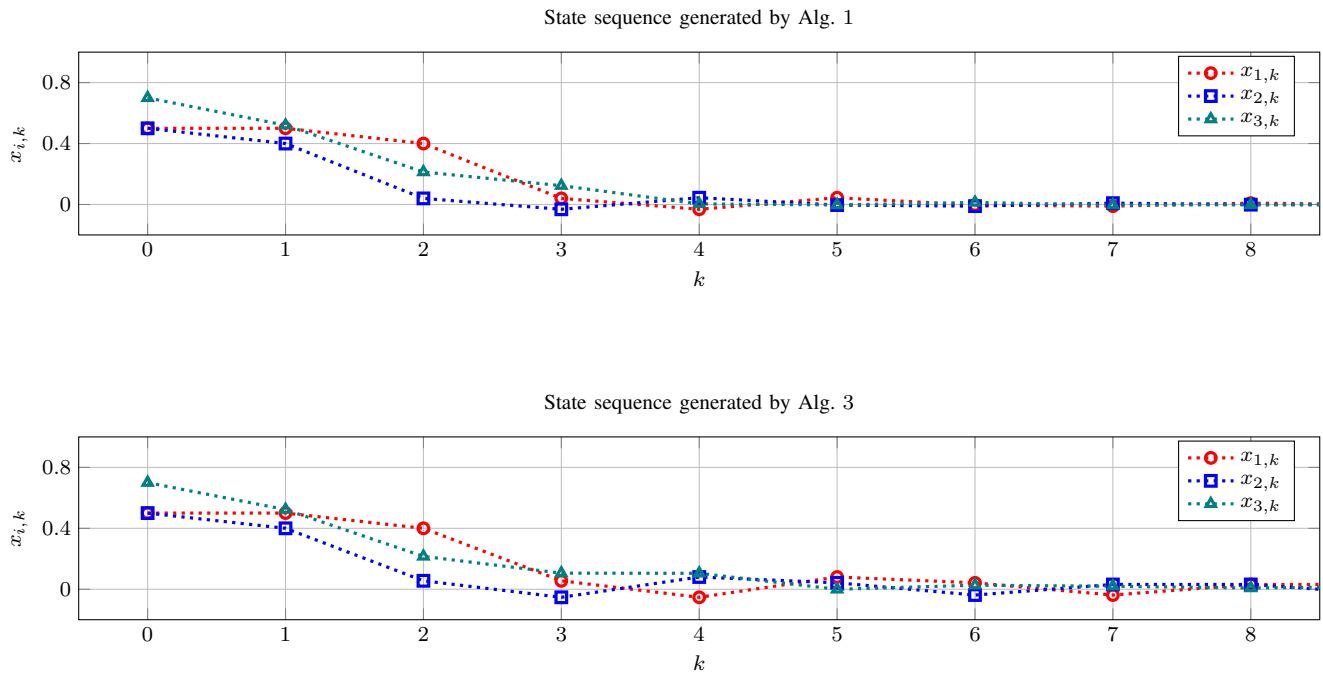 State sequence generated by Alg. 1
x_{i,k}
0.8
0.4
0
x_{1,k}
x_{2,k}
x_{3,k}
0 1 2 3 4 5 6 7 8
k
State sequence generated by Alg. 3
x_{i,k}
0.8
0.4
0
x_{1,k}
x_{2,k}
x_{3,k}
0 1 2 3 4 5 6 7 8
k